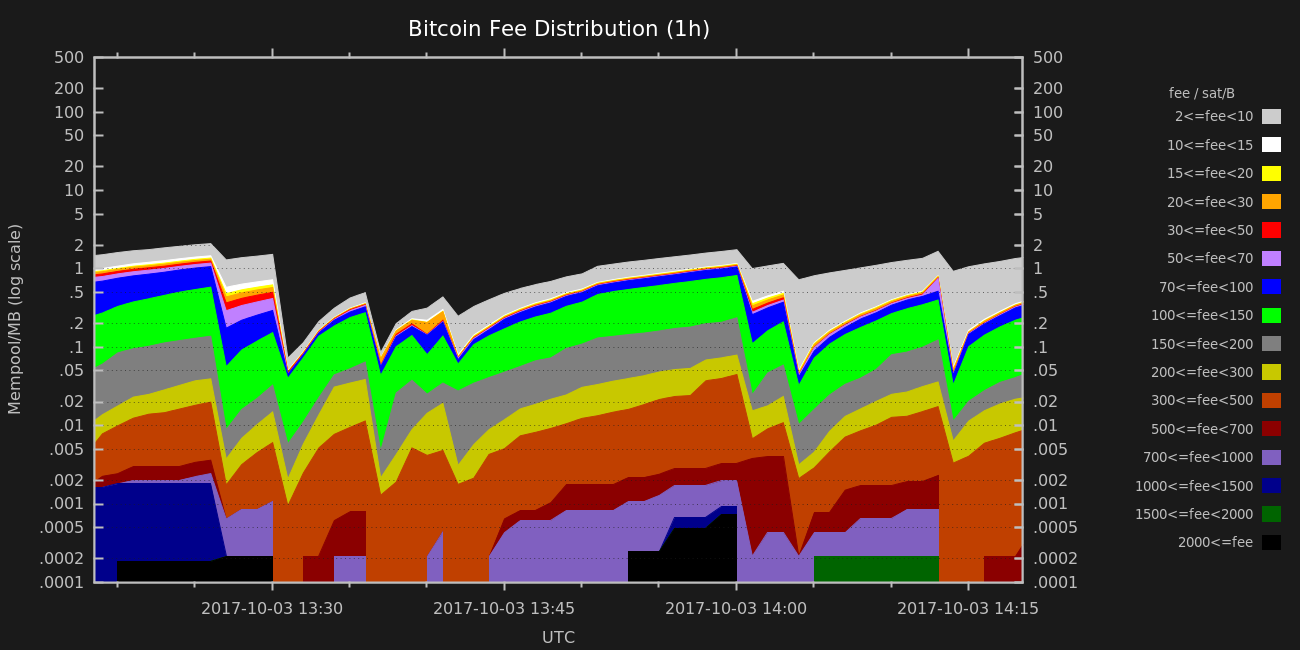 Bitcoin Fee Distribution (1h)
500 500
200 200
100 100
50 50
20 20
10 10
5 5
2 2
1 1
.5 .5
.2 .2
.1 .1
.05 .05
.02 .02
.01 .01
.005 .005
.002 .002
.001 .001
.0005 .0005
.0002 .0002
.0001 .0001
Mempool/MB (log scale)
2017-10-03 13:30 2017-10-03 13:45 2017-10-03 14:00 2017-10-03 14:15
UTC
fee / sat/B
2<=fee<10
10<=fee<15
15<=fee<20
20<=fee<30
30<=fee<50
50<=fee<70
70<=fee<100
100<=fee<150
150<=fee<200
200<=fee<300
300<=fee<500
500<=fee<700
700<=fee<1000
1000<=fee<1500
1500<=fee<2000
2000<=fee